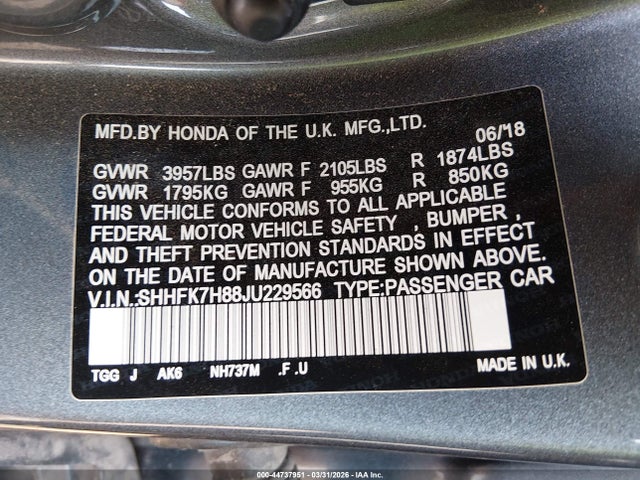 MFD.BY HONDA OF THE U.K. MFG.,LTD. 06/18
GVWR 3957LBS GAWR F 2105LBS R 1874LBS
GVWR 1795KG GAWR F 955KG R 850KG
THIS VEHICLE CONFORMS TO ALL APPLICABLE
FEDERAL MOTOR VEHICLE SAFETY , BUMPER ,
AND THEFT PREVENTION STANDARDS IN EFFECT
ON THE DATE OF MANUFACTURE SHOWN ABOVE.
V.I.N.:SHHFK7H88JU229566 TYPE:PASSENGER CAR
TGG J AK6 NH737M .F .U MADE IN U.K.
000-44737951 - 03/31/2026 - IAA Inc.